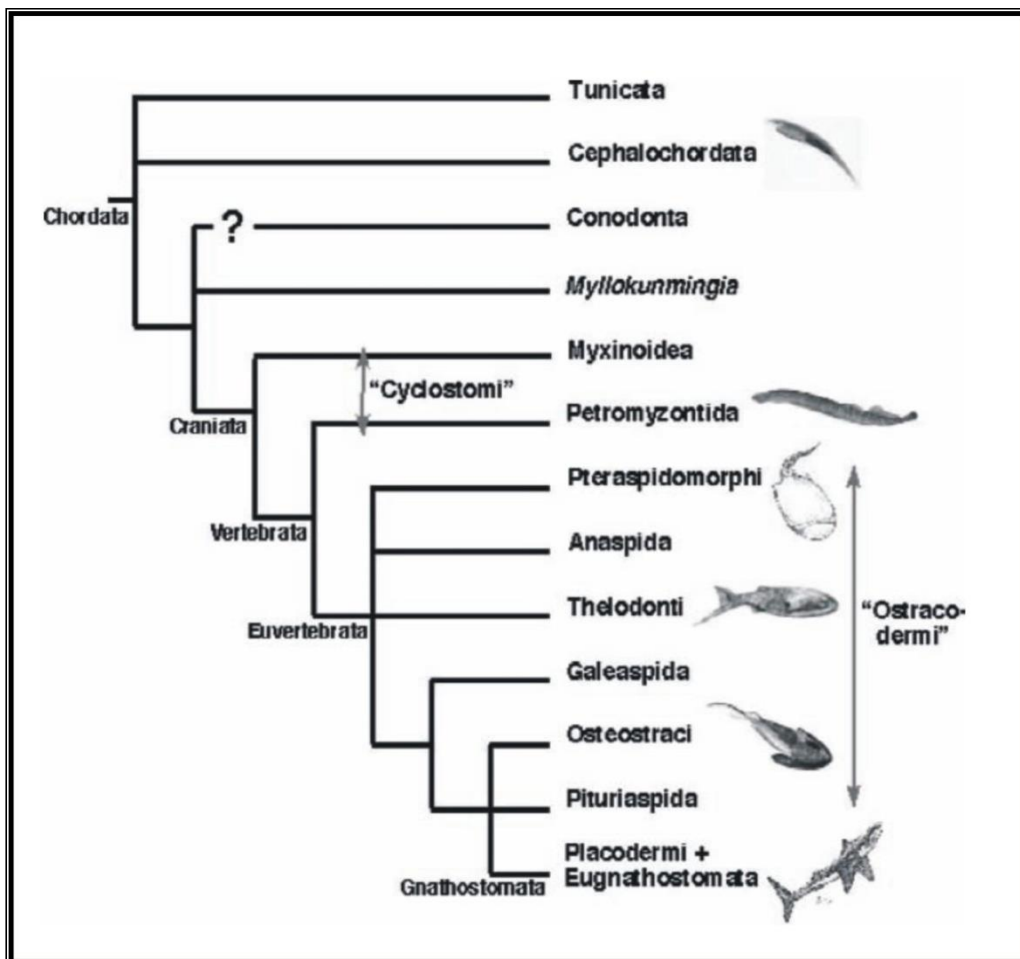 Tunicata
Cephalochordata
Chordata
?
Conodonta
Myllokunmingia
Myxinoidea
“Cyclostomi”
Petromyzontida
Craniata
Pteraspidomorphi
Vertebrata
Anaspida
Thelodonti
“Ostraco-
dermi”
Euvertebrata
Galeaspida
Osteostraci
Pituriaspida
Placodermi +
Eugnathostomata
Gnathostomata